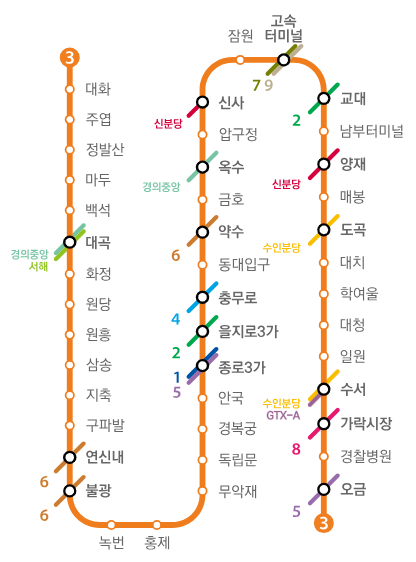 3
대화
주엽
정발산
마두
백석
대곡
경의중앙
서해
화정
원당
원흥
삼송
지축
구파발
연신내
6
불광
6
녹번
홍제
무악재
독립문
경복궁
안국
종로3가
1
5
을지로3가
2
충무로
4
동대입구
약수
6
금호
옥수
경의중앙
압구정
신사
신분당
잠원
고속
터미널
7 9
교대
2
남부터미널
양재
신분당
매봉
도곡
수인분당
대치
학여울
대청
일원
수서
수인분당
GTX-A
가락시장
8
경찰병원
오금
5
3